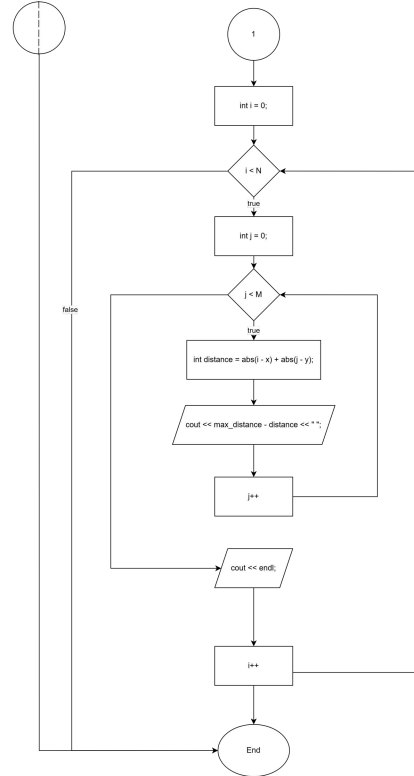 1
int i = 0;
i < N
true
int j = 0;
j < M
false
true
int distance = abs(i - x) + abs(j - y);
cout << max_distance - distance << " ";
j++
cout << endl;
i++
End